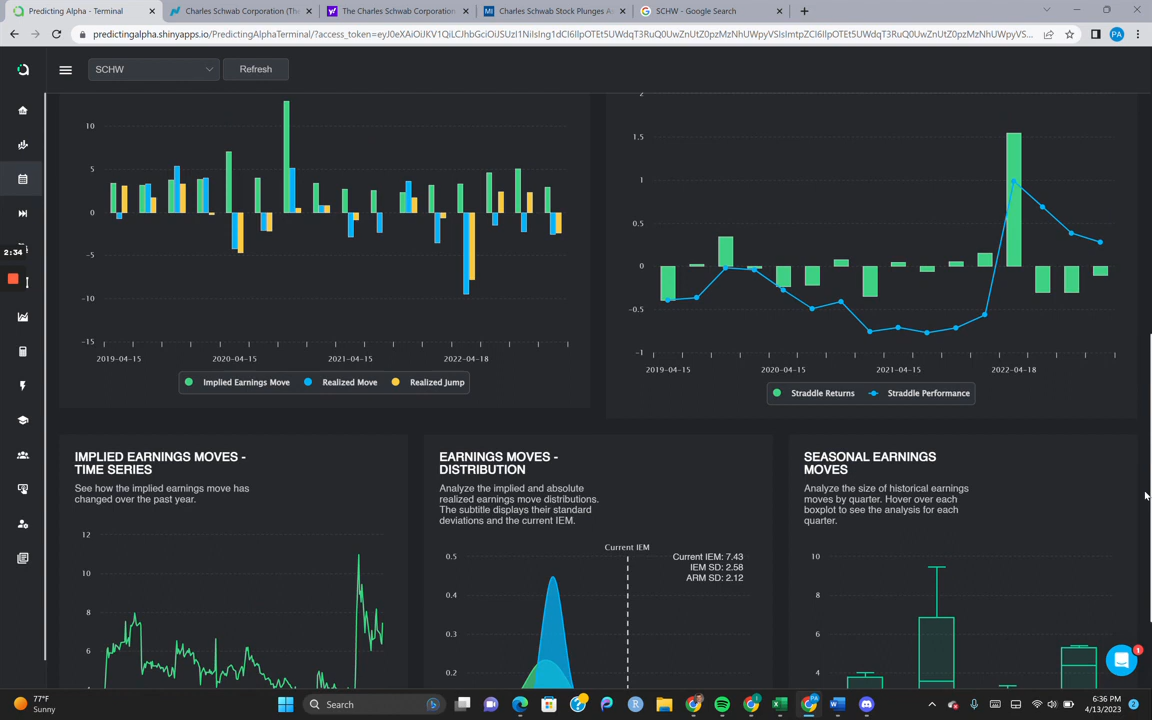 Predicting Alpha - Terminal
Charles Schwab Corporation (The
The Charles Schwab Corporation
Charles Schwab Stock Plunges A
SCHW - Google Search
predictingalpha.shinyapps.io/PredictingAlphaTerminal/?access_token=
PA
SCHW
Refresh
2:34
10
5
0
-5
-10
-15
2019-04-15
2020-04-15
2021-04-15
2022-04-18
Implied Earnings Move
Realized Move
Realized Jump
2
1.5
1
0.5
0
-0.5
-1
2019-04-15
2020-04-15
2021-04-15
2022-04-18
Straddle Returns
Straddle Performance
IMPLIED EARNINGS MOVES -
TIME SERIES
See how the implied earnings move has
changed over the past year.
12
10
8
6
4
EARNINGS MOVES -
DISTRIBUTION
Analyze the implied and absolute
realized earnings move distributions.
The subtitle displays their standard
deviations and the current IEM.
Current IEM
Current IEM: 7.43
IEM SD: 2.58
ARM SD: 2.12
0.5
0.4
0.3
0.2
SEASONAL EARNINGS
MOVES
Analyze the size of historical earnings
moves by quarter. Hover over each
boxplot to see the analysis for each
quarter.
10
8
6
4
1
77°F
Sunny
Search
6:36 PM
4/13/2023
2